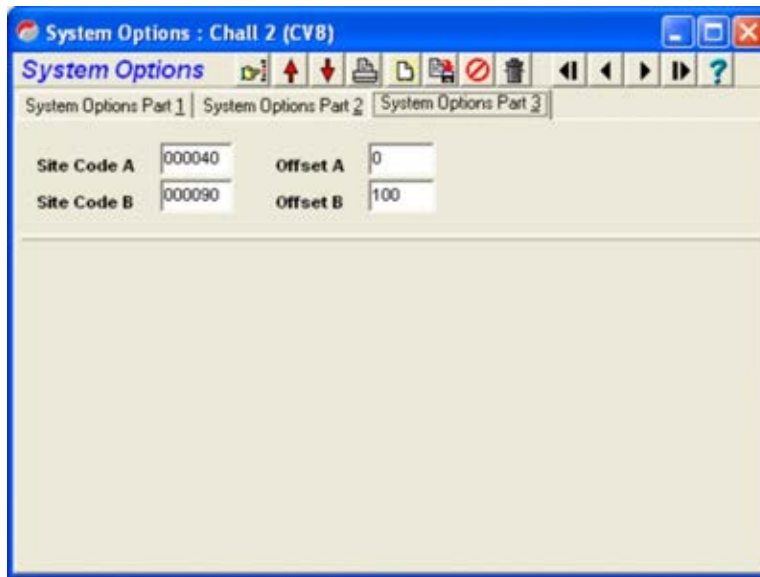 System Options : Chall 2 (CV8)
System Options ?
System Options Part 1 System Options Part 2 System Options Part 3
Site Code A 000040 Offset A 0
Site Code B 000090 Offset B 100